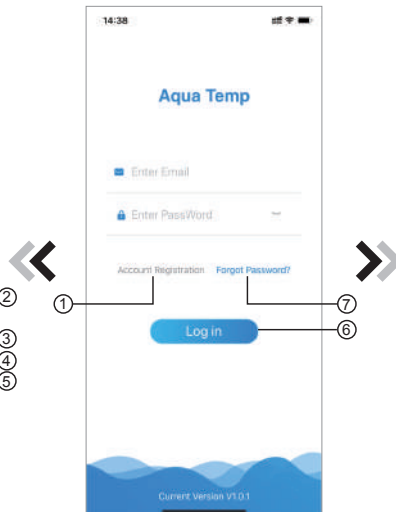 14:38
Aqua Temp
Enter Email
Enter PassWord
②
Account Registration Forgot Password?
① ⑦
③
Log in ⑥
④
⑤
Current Version V1.0.1